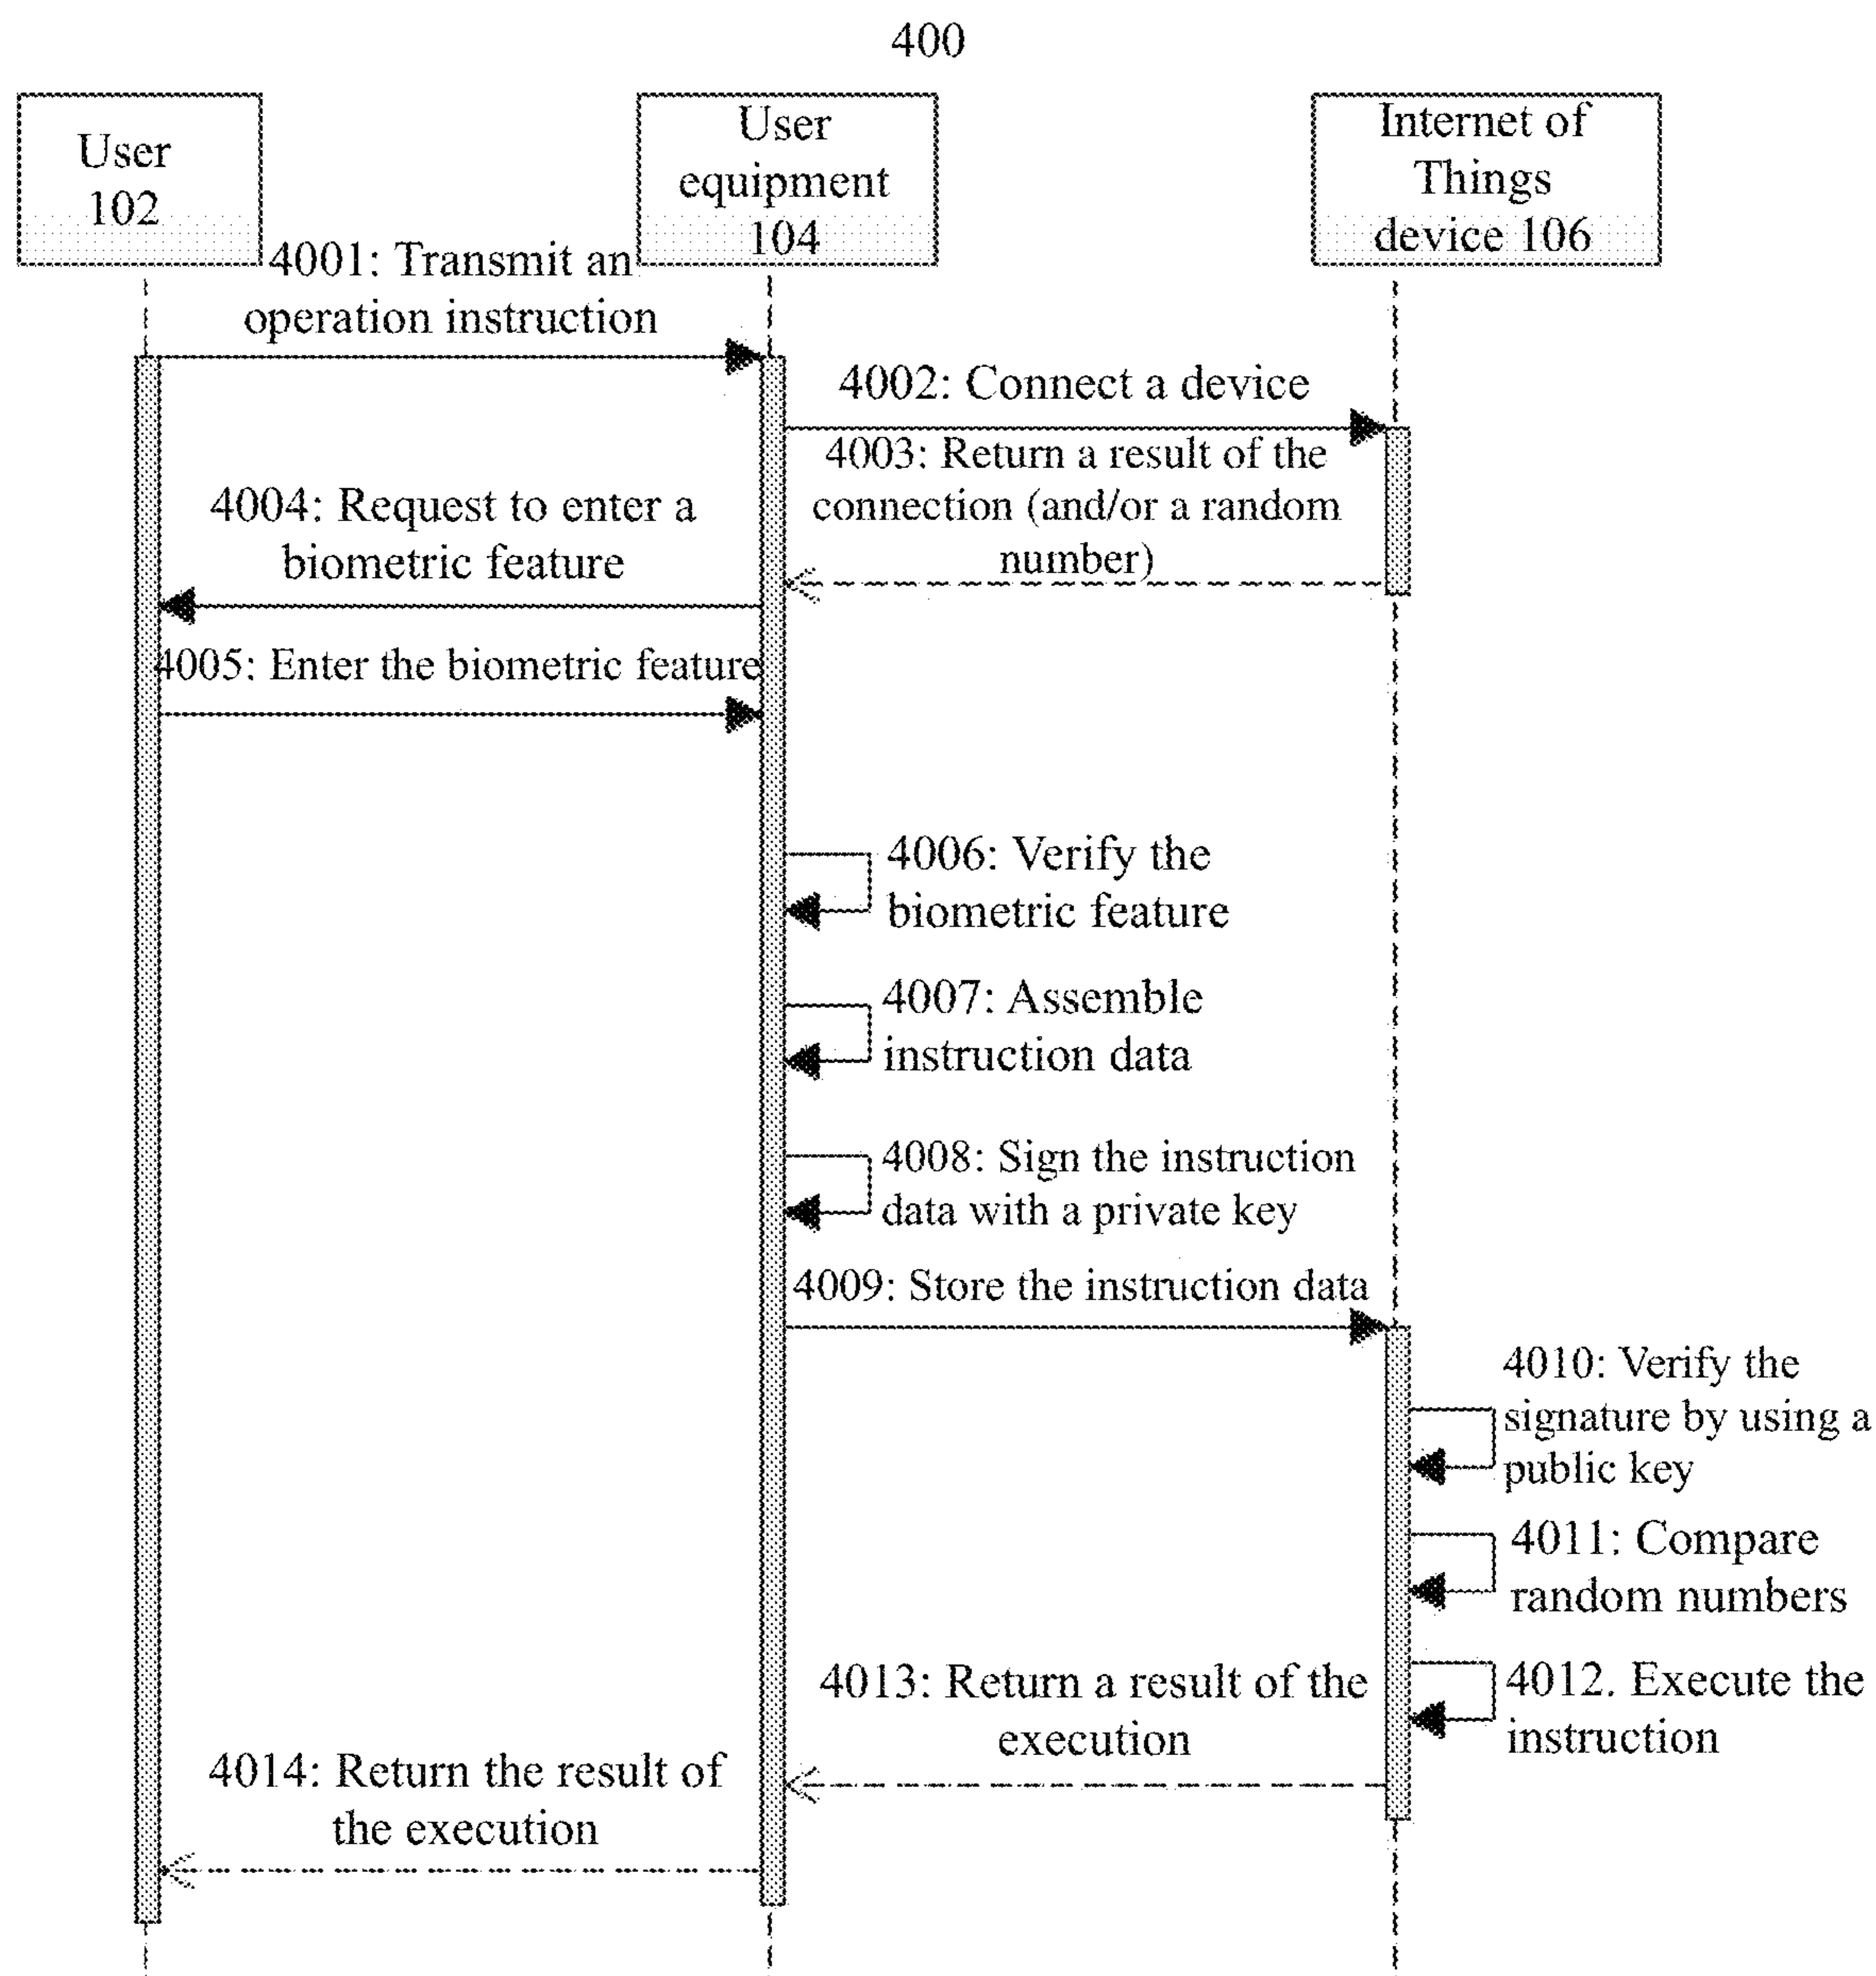 400
User
102
User
equipment
104
Internet of
Things
device 106
4001: Transmit an
operation instruction
4002: Connect a device
4003: Return a result of the
connection (and/or a random
number)
4004: Request to enter a
biometric feature
4005: Enter the biometric feature
4006: Verify the
biometric feature
4007: Assemble
instruction data
4008: Sign the instruction
data with a private key
4009: Store the instruction data
4010: Verify the
signature by using a
public key
4011: Compare
random numbers
4012. Execute the
instruction
4013: Return a result of the
execution
4014: Return the result of
the execution